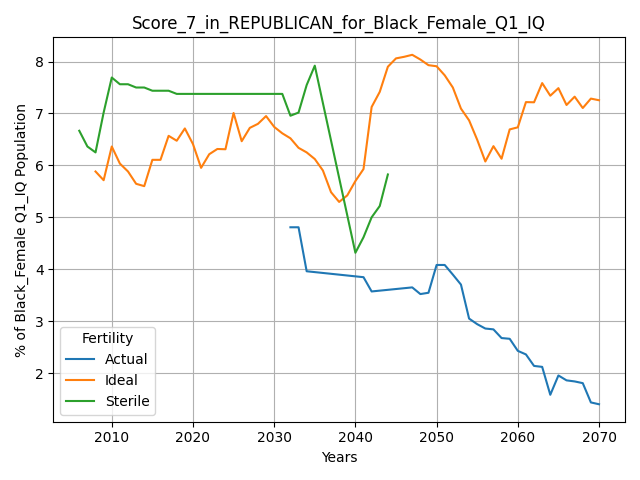 Score_7_in_REPUBLICAN_for_Black_Female_Q1_IQ
% of Black_Female Q1_IQ Population
8
7
6
5
4
3
2
Fertility
Actual
Ideal
Sterile
2010 2020 2030 2040 2050 2060 2070
Years